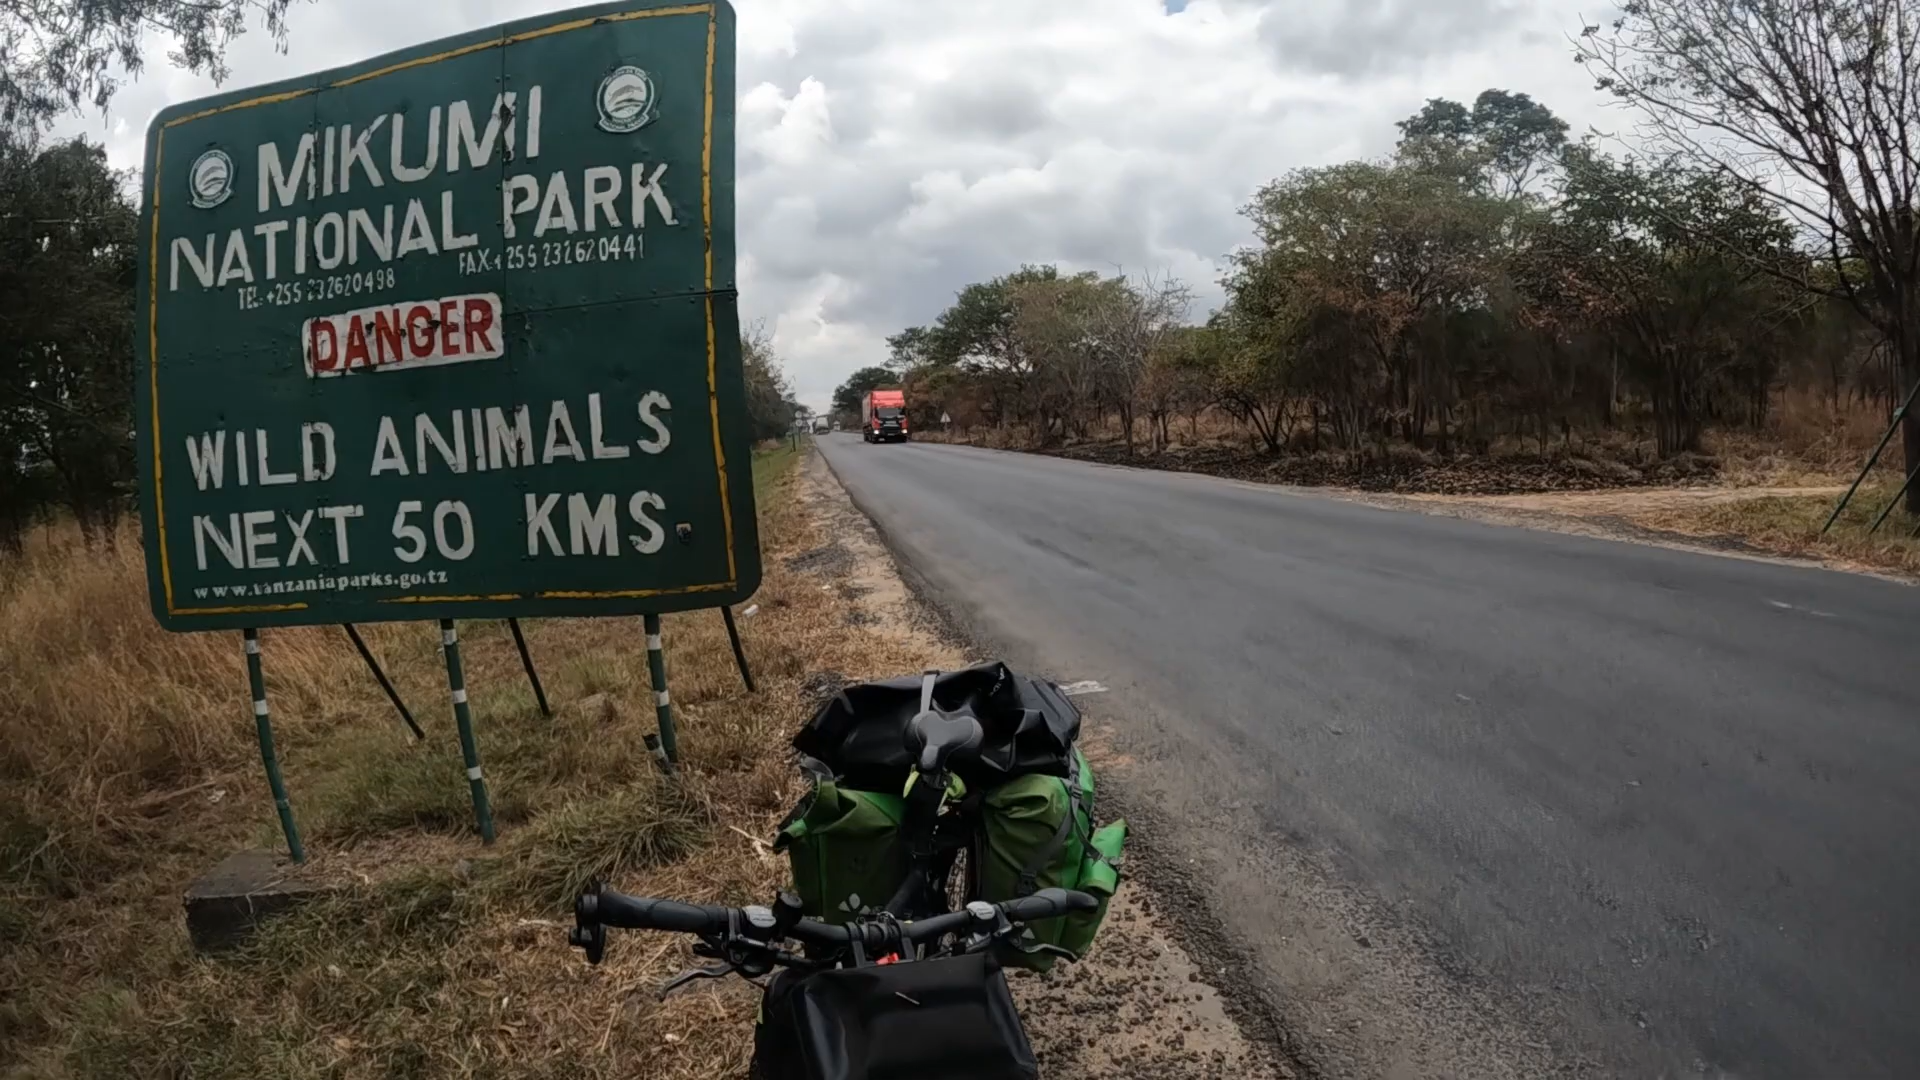 MIKUMI
NATIONAL PARK
TEL: +255 232620498 FAX: +255 232620441
DANGER
WILD ANIMALS
NEXT 50 KMS
www.tanzaniaparks.go.tz